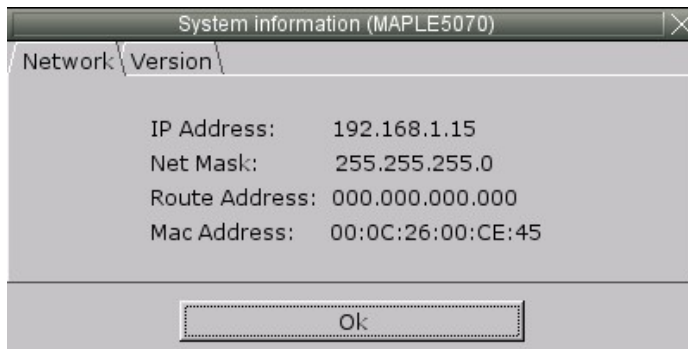 System information (MAPLE5070)
Network Version
IP Address: 192.168.1.15
Net Mask: 255.255.255.0
Route Address: 000.000.000.000
Mac Address: 00:0C:26:00:CE:45
Ok